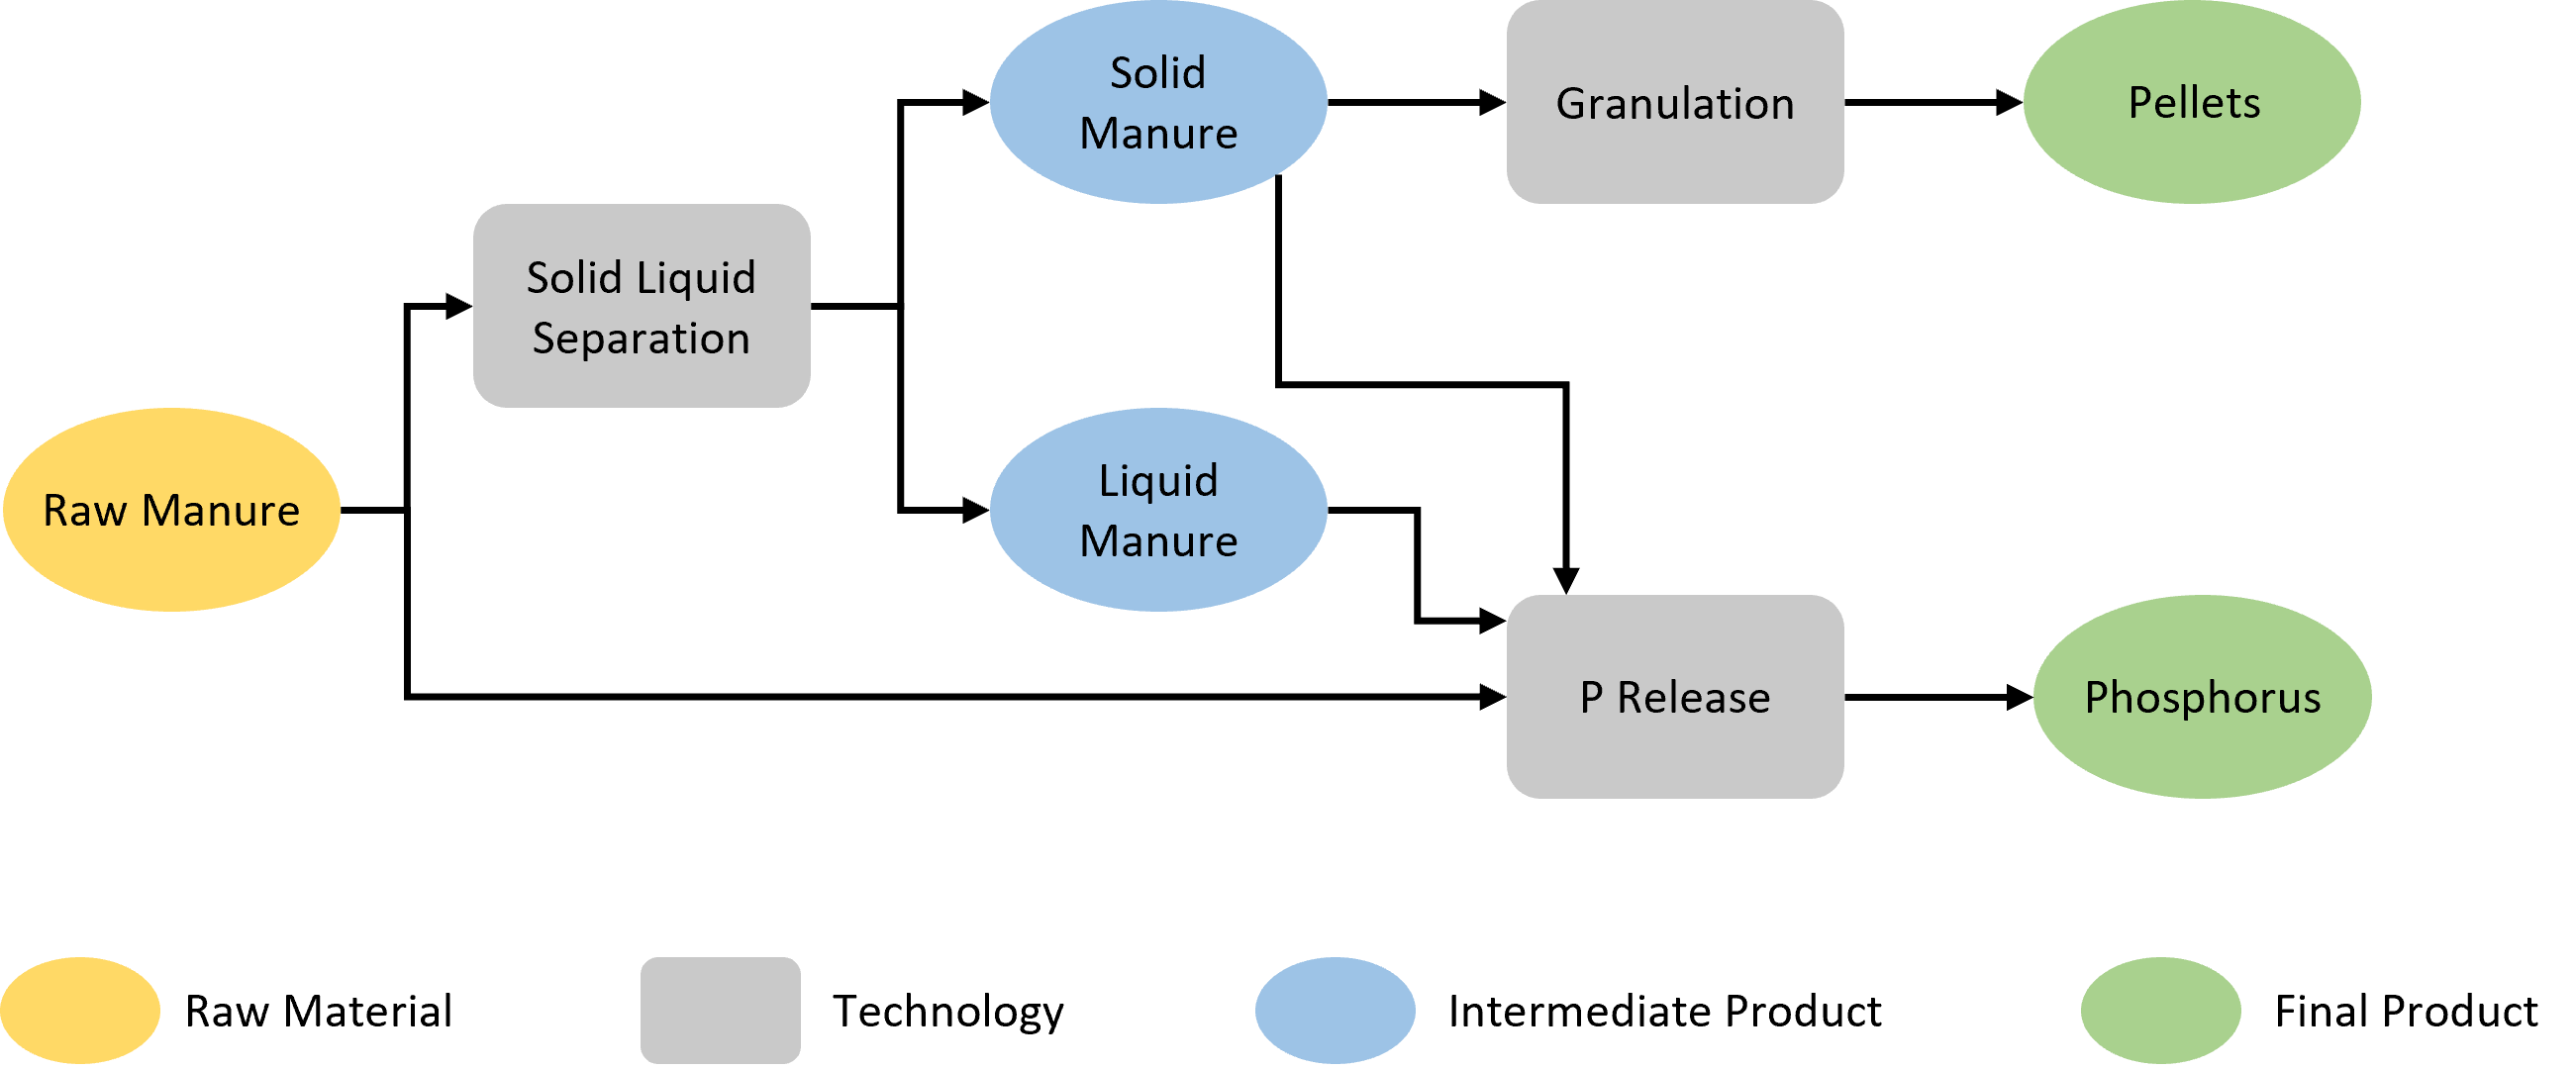 Solid
Manure
Granulation
Pellets
Solid Liquid
Separation
Raw Manure
Liquid
Manure
P Release
Phosphorus
Raw Material
Technology
Intermediate Product
Final Product